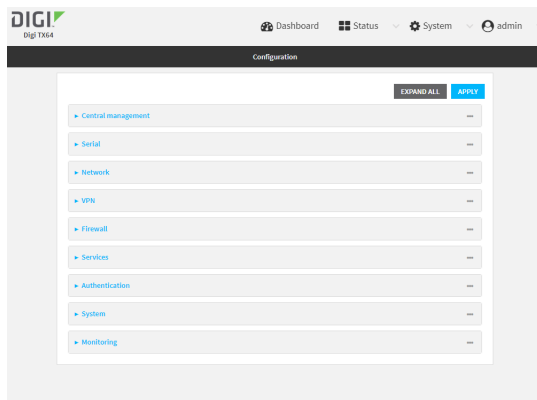 DIGI
Digi TX64
Dashboard Status System admin
Configuration
EXPAND ALL APPLY
Central management
Serial
Network
VPN
Firewall
Services
Authentication
System
Monitoring